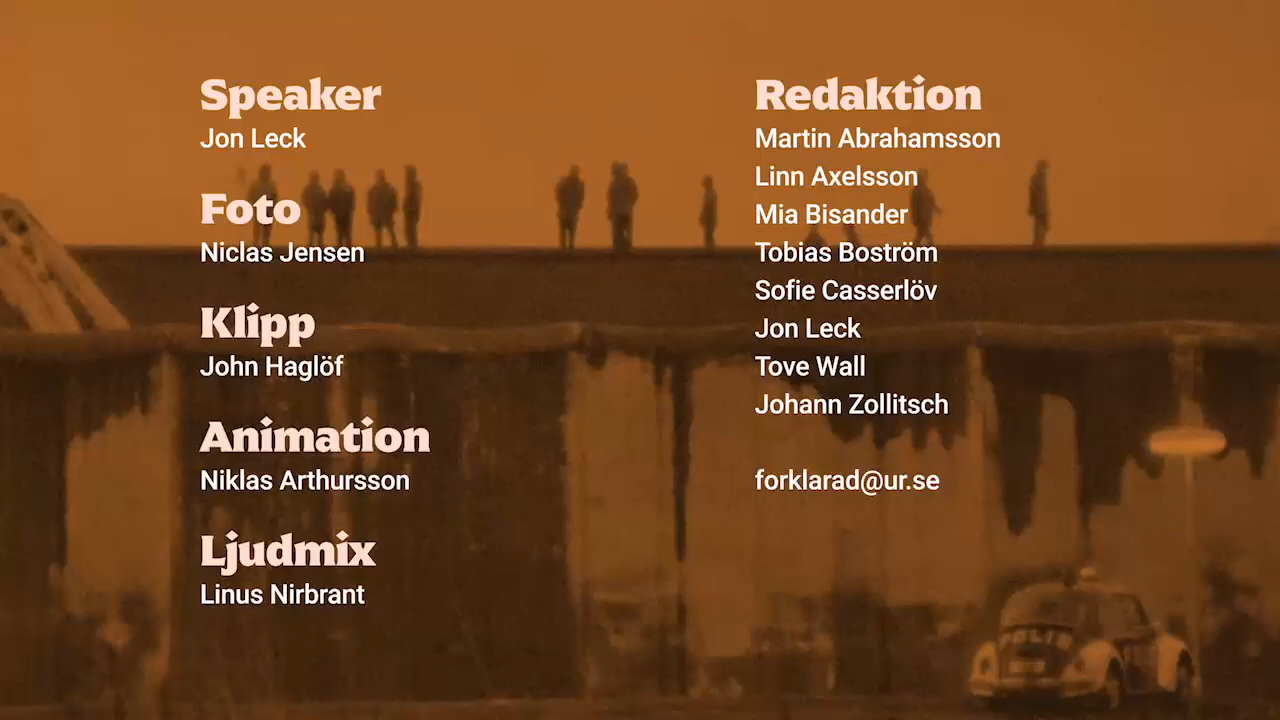 Speaker
Jon Leck
Foto
Niclas Jensen
Klipp
John Haglöf
Animation
Niklas Arthursson
Ljudmix
Linus Nirbrant
Redaktion
Martin Abrahamsson
Linn Axelsson
Mia Bisander
Tobias Boström
Sofie Casserlöv
Jon Leck
Tove Wall
Johann Zollitsch
forklarad@ur.se
POLIS